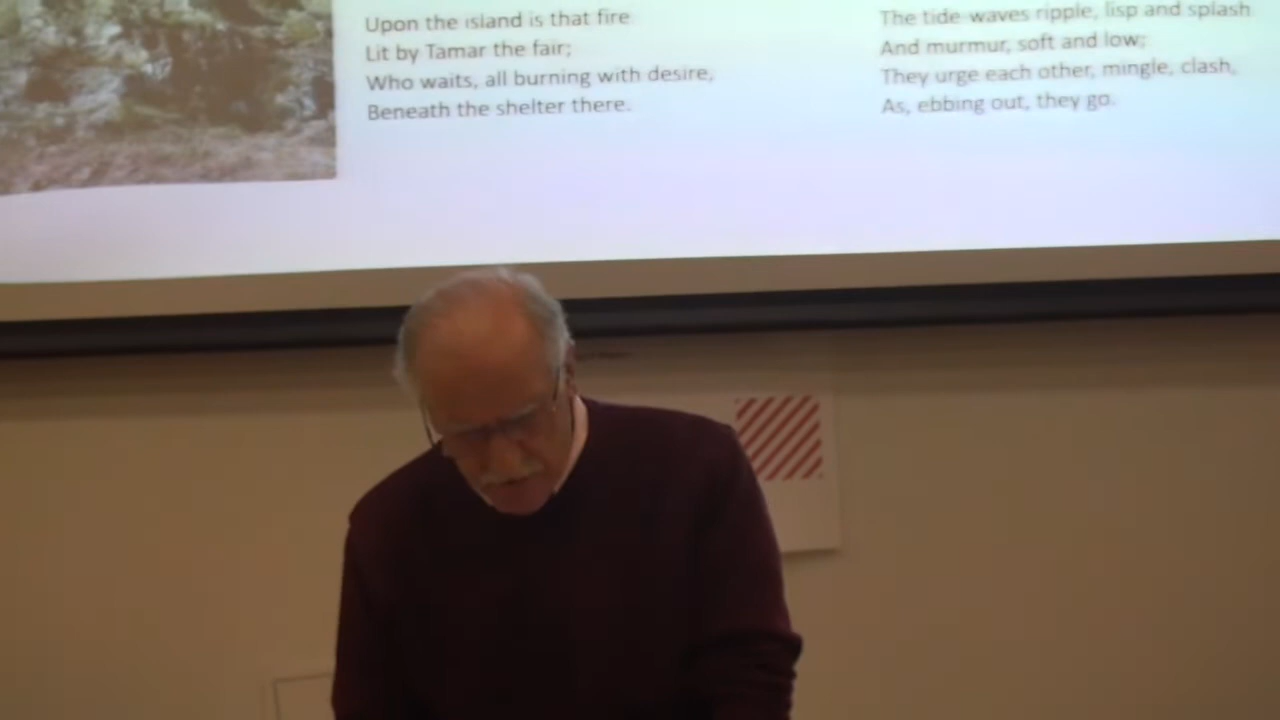 Upon the island is that fire
Lit by Tamar the fair;
Who waits, all burning with desire,
Beneath the shelter there.
The tide-waves ripple, lisp and splash
And murmur, soft and low;
They urge each other, mingle, clash,
As, ebbing out, they go.